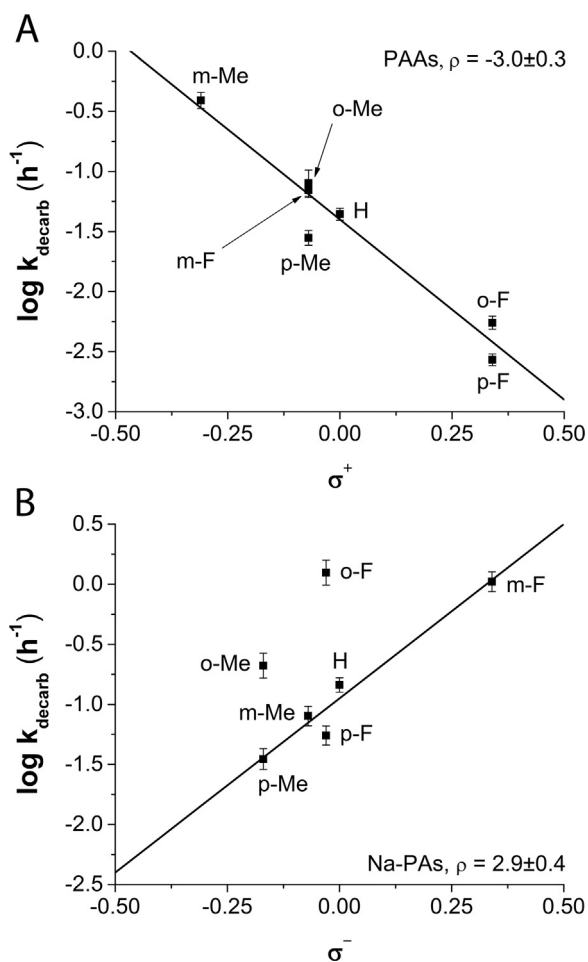 A
PAAs, ρ = -3.0±0.3
m-Me
o-Me
H
m-F
p-Me
o-F
p-F
0.0
-0.5
-1.0
-1.5
-2.0
-2.5
-3.0
log k_decarb (h⁻¹)
-0.50
-0.25
0.00
0.25
0.50
σ⁺
B
0.5
0.0
-0.5
-1.0
-1.5
-2.0
-2.5
log k_decarb (h⁻¹)
o-F
m-F
o-Me
H
m-Me
p-F
p-Me
Na-PAs, ρ = 2.9±0.4
-0.50
-0.25
0.00
0.25
0.50
σ⁻